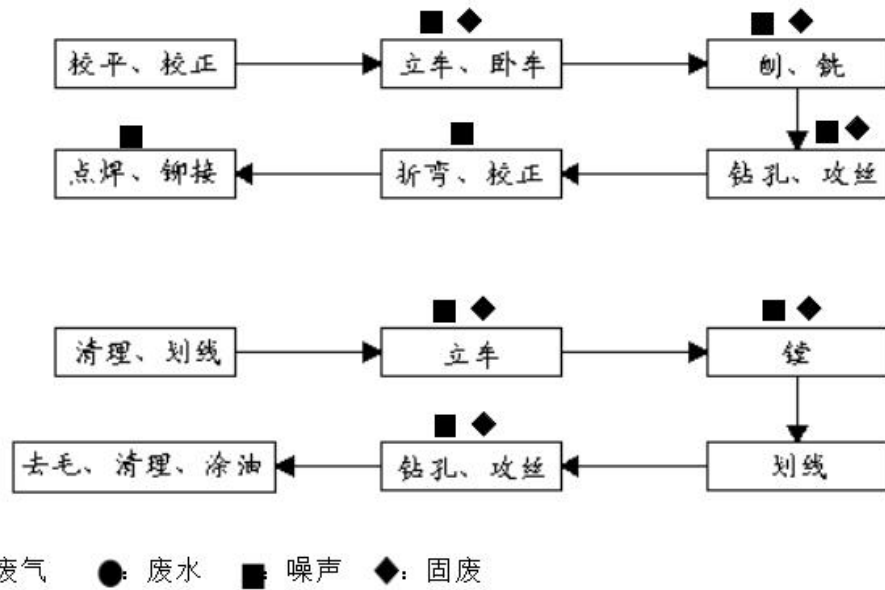 校平、校正
立车、卧车
刨、铣
点焊、铆接
折弯、校正
钻孔、攻丝
清理、划线
立车
镗
去毛、清理、涂油
钻孔、攻丝
划线
废气 ●：废水 ■：噪声 ◆：固废